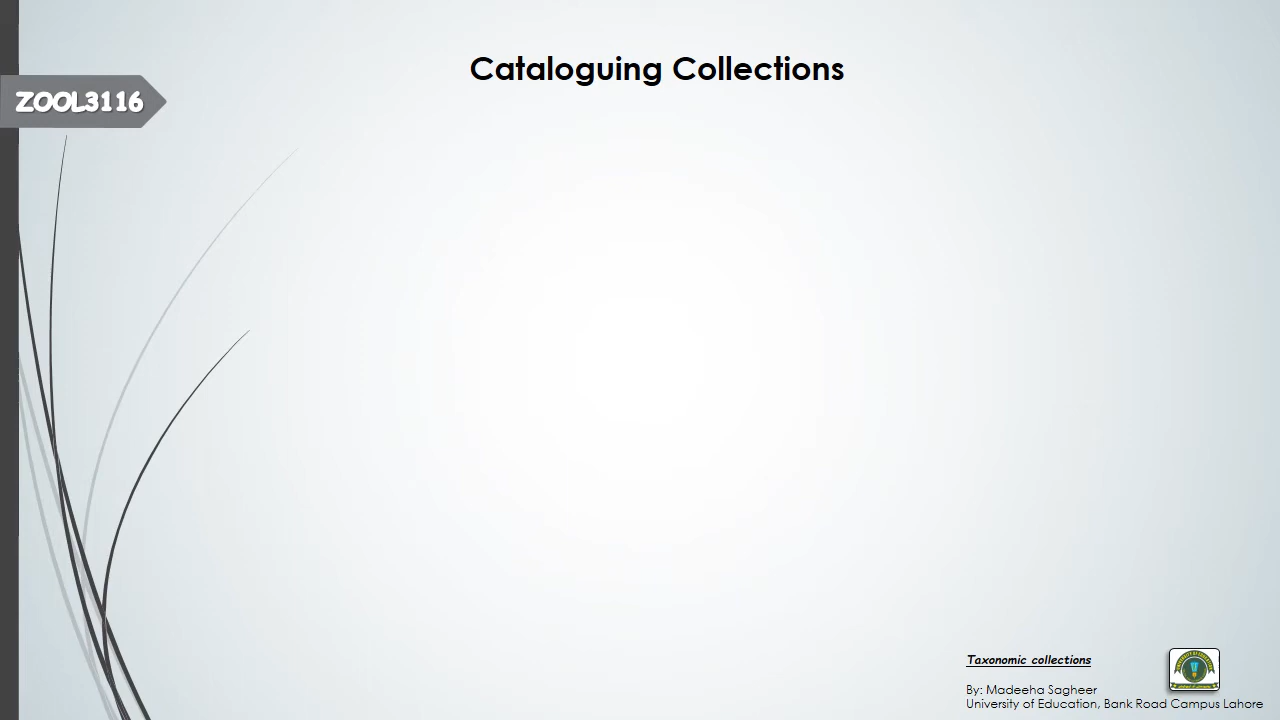 Cataloguing Collections
ZOOL3116
Taxonomic collections
By: Madeeha Sagheer
University of Education, Bank Road Campus Lahore